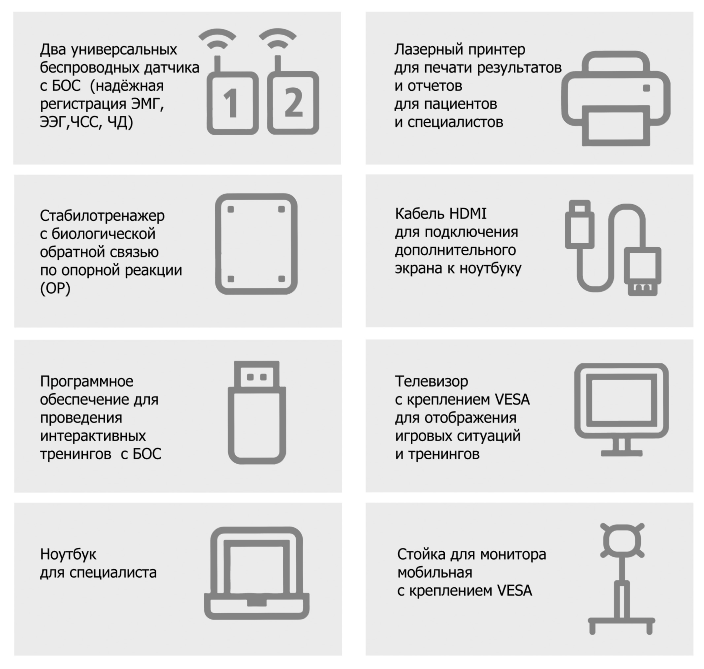 Два универсальных
беспроводных датчика
с БОС (надёжная
регистрация ЭМГ,
ЭЭГ,ЧСС, ЧД)
1
2
Лазерный принтер
для печати результатов
и отчетов
для пациентов
и специалистов
Стабилотренажер
с биологической
обратной связью
по опорной реакции
(ОР)
Кабель HDMI
для подключения
дополнительного
экрана к ноутбуку
Программное
обеспечение для
проведения
интерактивных
тренингов с БОС
Телевизор
с креплением VESA
для отображения
игровых ситуаций
и тренингов
Ноутбук
для специалиста
Стойка для монитора
мобильная
с креплением VESA